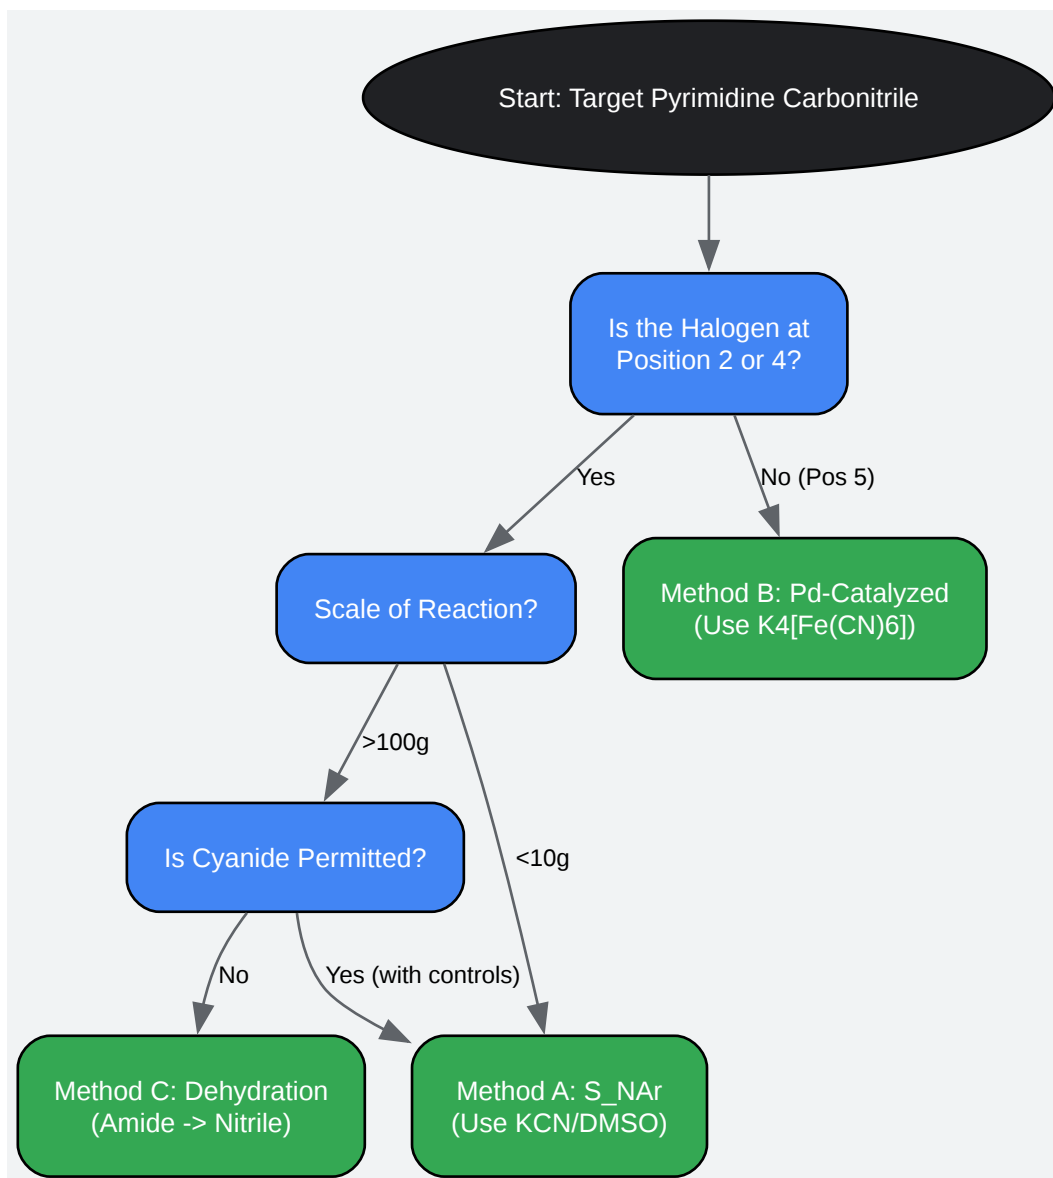 Start: Target Pyrimidine Carbonitrile
Is the Halogen at
Position 2 or 4?
Yes
No (Pos 5)
Scale of Reaction?
Method B: Pd-Catalyzed
(Use K4[Fe(CN)6])
>100g
Is Cyanide Permitted?
<10g
No
Yes (with controls)
Method C: Dehydration
(Amide -> Nitrile)
Method A: S_NAr
(Use KCN/DMSO)